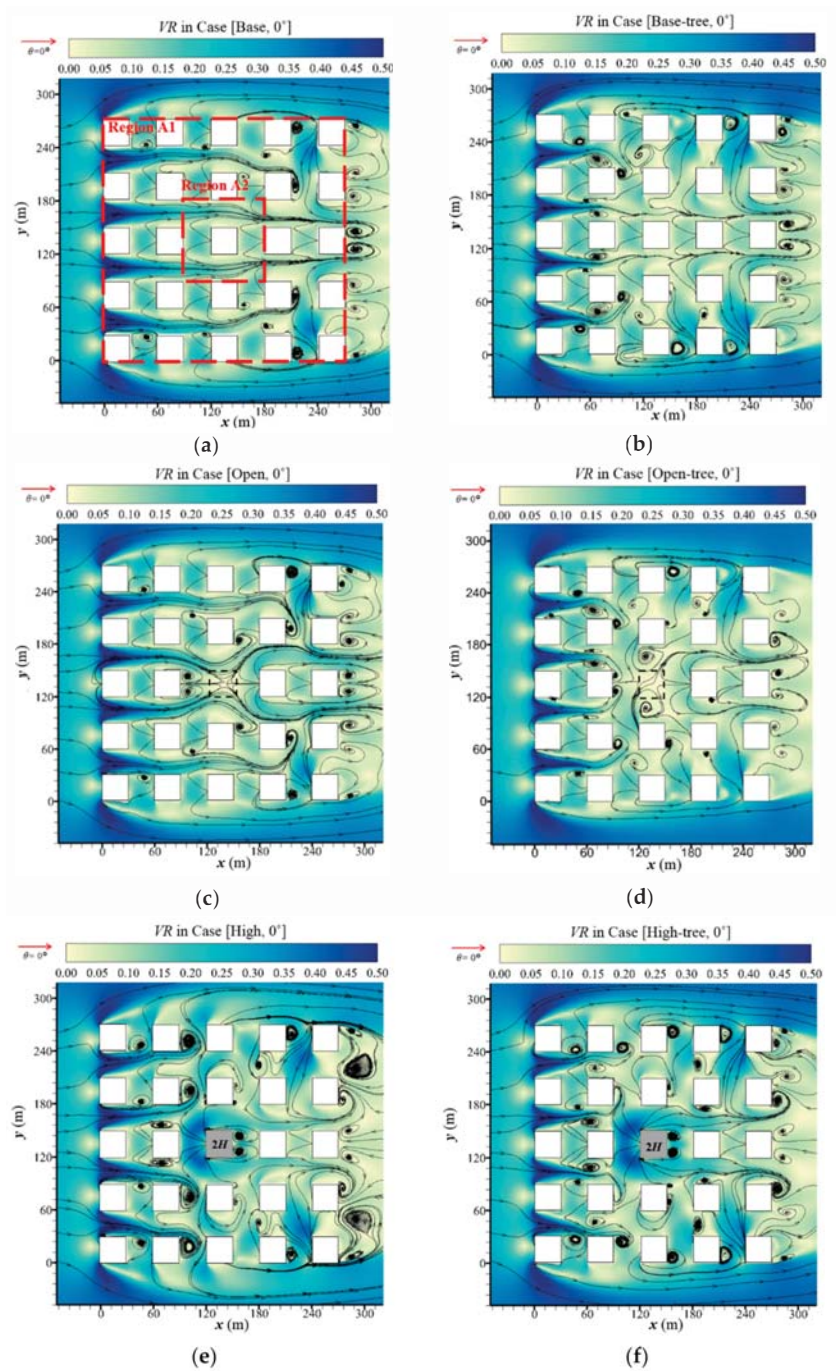 VR in Case [Base, 0°]
θ=0°
0.00 0.05 0.10 0.15 0.20 0.25 0.30 0.35 0.40 0.45 0.50
300
Region A1
240
Region A2
180
y (m)
120
60
0
0 60 120 180 240 300
x (m)
(a)
VR in Case [Base-tree, 0°]
θ=0°
0.00 0.05 0.10 0.15 0.20 0.25 0.30 0.35 0.40 0.45 0.50
300
240
180
y (m)
120
60
0
0 60 120 180 240 300
x (m)
(b)
VR in Case [Open, 0°]
θ=0°
0.00 0.05 0.10 0.15 0.20 0.25 0.30 0.35 0.40 0.45 0.50
300
240
180
y (m)
120
60
0
0 60 120 180 240 300
x (m)
(c)
VR in Case [Open-tree, 0°]
θ=0°
0.00 0.05 0.10 0.15 0.20 0.25 0.30 0.35 0.40 0.45 0.50
300
240
180
y (m)
120
60
0
0 60 120 180 240 300
x (m)
(d)
VR in Case [High, 0°]
θ=0°
0.00 0.05 0.10 0.15 0.20 0.25 0.30 0.35 0.40 0.45 0.50
300
240
180
y (m)
2H
120
60
0
0 60 120 180 240 300
x (m)
(e)
VR in Case [High-tree, 0°]
θ=0°
0.00 0.05 0.10 0.15 0.20 0.25 0.30 0.35 0.40 0.45 0.50
300
240
180
y (m)
2H
120
60
0
0 60 120 180 240 300
x (m)
(f)